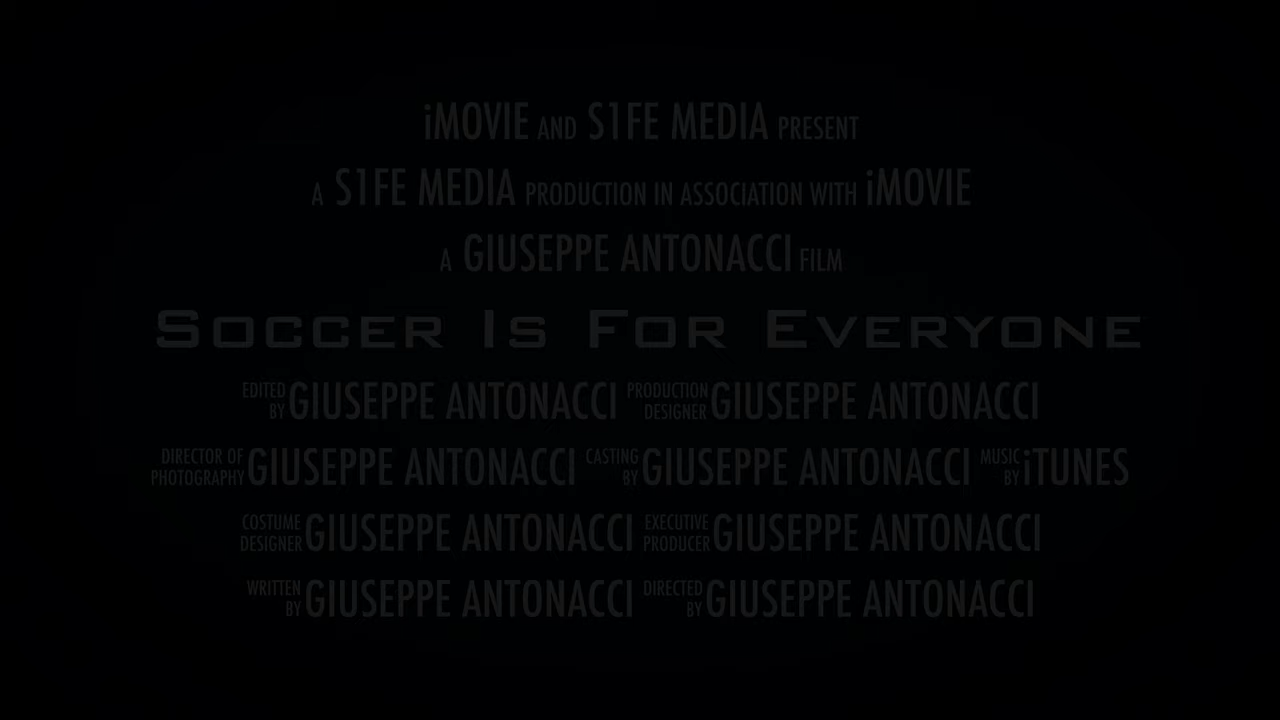 iMOVIE AND S1FE MEDIA PRESENT
A S1FE MEDIA PRODUCTION IN ASSOCIATION WITH iMOVIE
A GIUSEPPE ANTONACCI FILM
SOCCER IS FOR EVERYONE
EDITED BY GIUSEPPE ANTONACCI PRODUCTION DESIGNER GIUSEPPE ANTONACCI
DIRECTOR OF PHOTOGRAPHY GIUSEPPE ANTONACCI CASTING BY GIUSEPPE ANTONACCI MUSIC BY iTUNES
COSTUME DESIGNER GIUSEPPE ANTONACCI EXECUTIVE PRODUCER GIUSEPPE ANTONACCI
WRITTEN BY GIUSEPPE ANTONACCI DIRECTED BY GIUSEPPE ANTONACCI